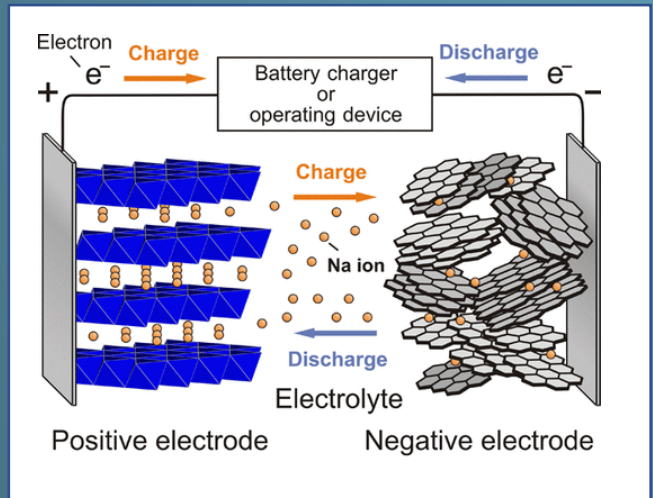 Electron
e⁻
Charge
Battery charger
or
operating device
Discharge
e⁻
+
−
Charge
Na ion
Discharge
Electrolyte
Positive electrode
Negative electrode